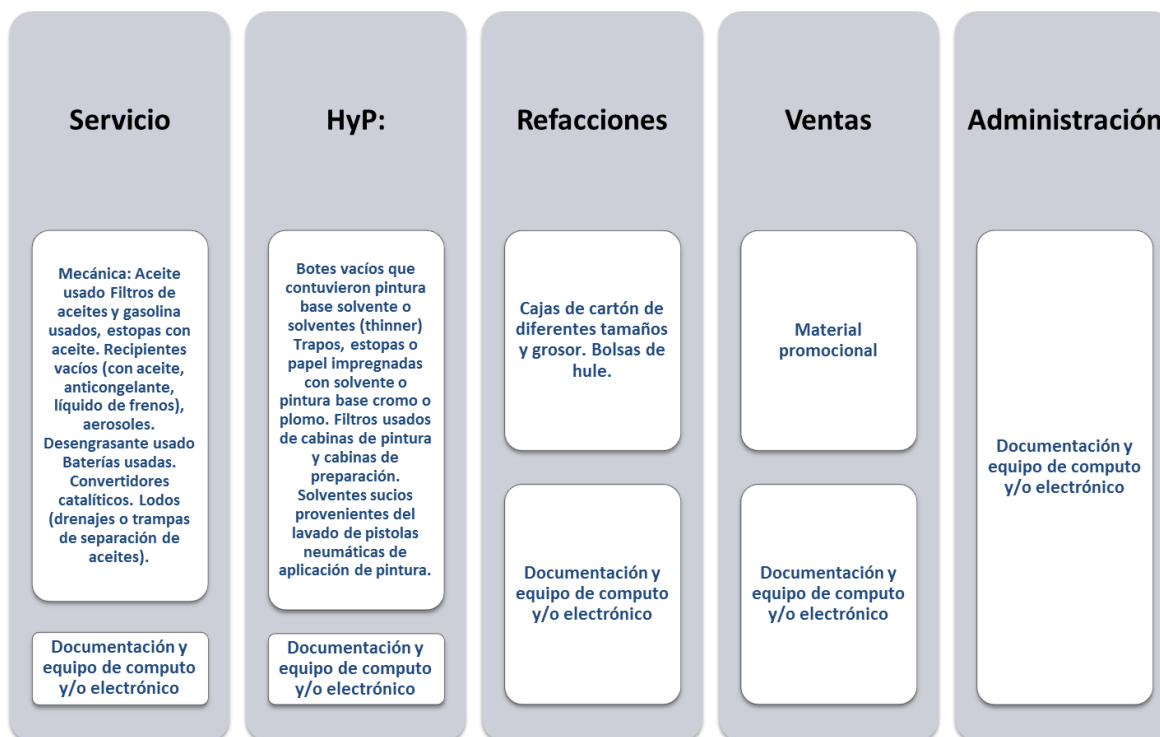 Servicio
Mecánica: Aceite
usado Filtros de
aceites y gasolina
usados, estopas con
aceite. Recipientes
vacíos (con aceite,
anticongelante,
líquido de frenos),
aerosoles.
Desengrasante usado
Baterías usadas.
Convertidores
catalíticos. Lodos
(drenajes o trampas
de separación de
aceites).
Documentación y
equipo de computo
y/o electrónico
HyP:
Botes vacíos que
contuvieron pintura
base solvente o
solventes (thinner)
Trapos, estopas o
papel impregnadas
con solvente o
pintura base cromo o
plomo. Filtros usados
de cabinas de pintura
y cabinas de
preparación.
Solventes sucios
provenientes del
lavado de pistolas
neumáticas de
aplicación de pintura.
Documentación y
equipo de computo
y/o electrónico
Refacciones
Cajas de cartón de
diferentes tamaños
y grosor. Bolsas de
hule.
Documentación y
equipo de computo
y/o electrónico
Ventas
Material
promocional
Documentación y
equipo de computo
y/o electrónico
Administración
Documentación y
equipo de computo
y/o electrónico